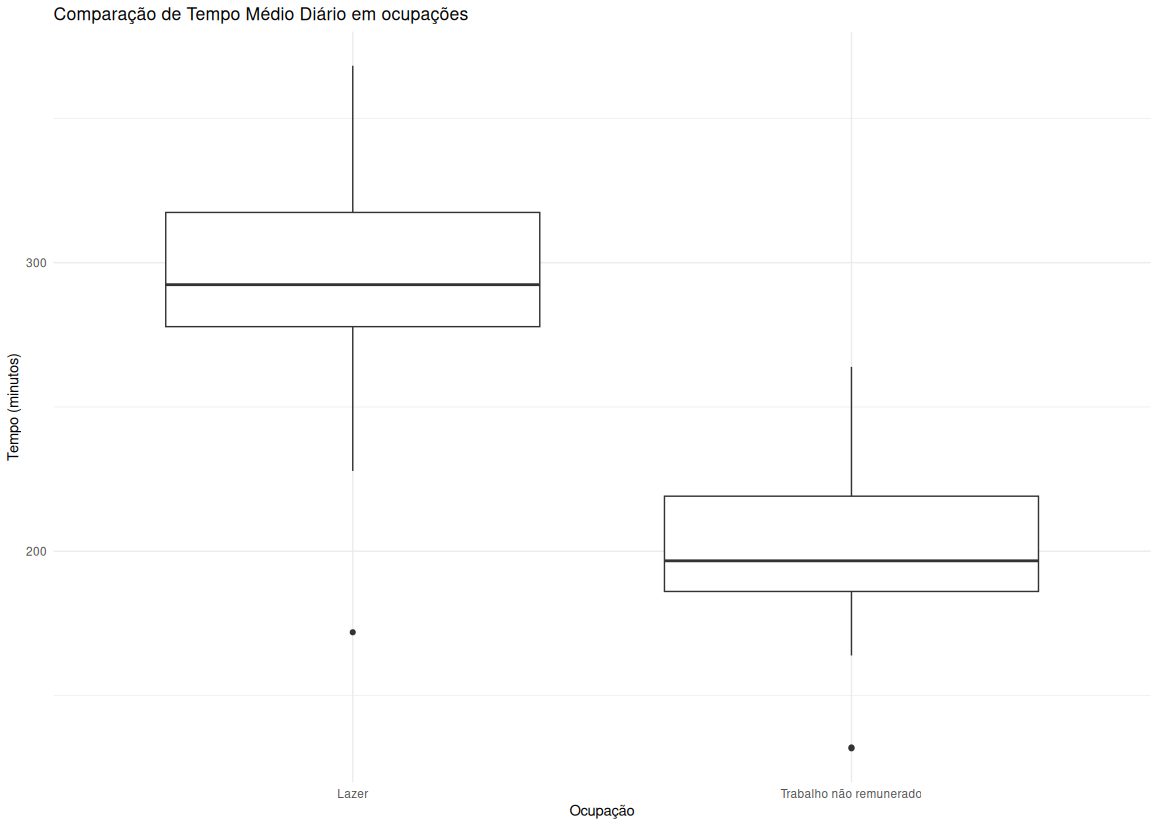 Comparação de Tempo Médio Diário em ocupações
300
200
Tempo (minutos)
Lazer
Trabalho não remunerado
Ocupação